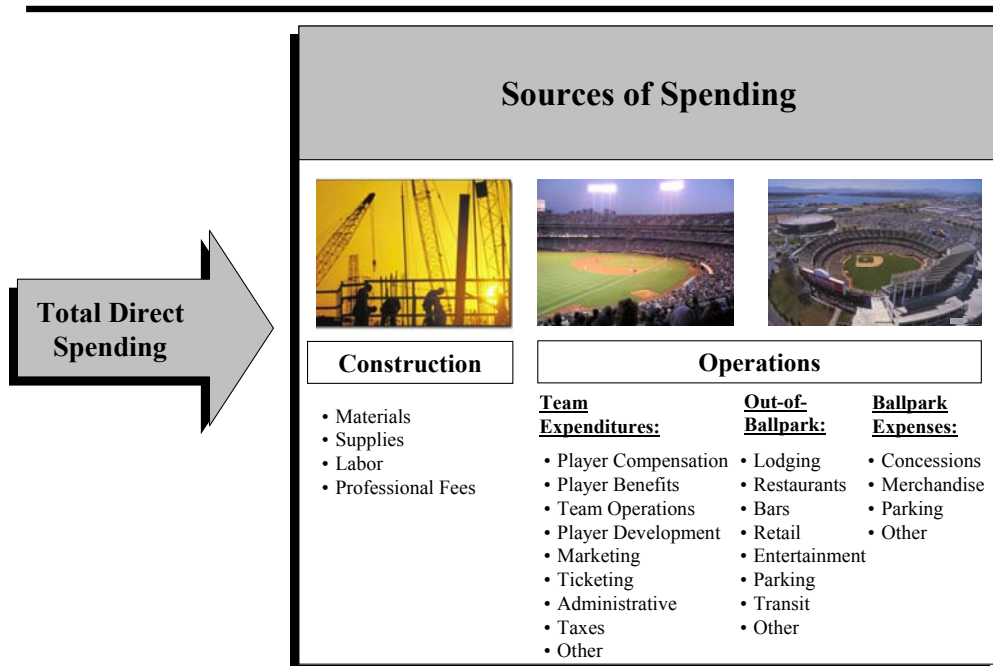 Sources of Spending
Total Direct
Spending
Construction
• Materials
• Supplies
• Labor
• Professional Fees
Operations
Team
Expenditures:
• Player Compensation
• Player Benefits
• Team Operations
• Player Development
• Marketing
• Ticketing
• Administrative
• Taxes
• Other
Out-of-
Ballpark:
• Lodging
• Restaurants
• Bars
• Retail
• Entertainment
• Parking
• Transit
• Other
Ballpark
Expenses:
• Concessions
• Merchandise
• Parking
• Other